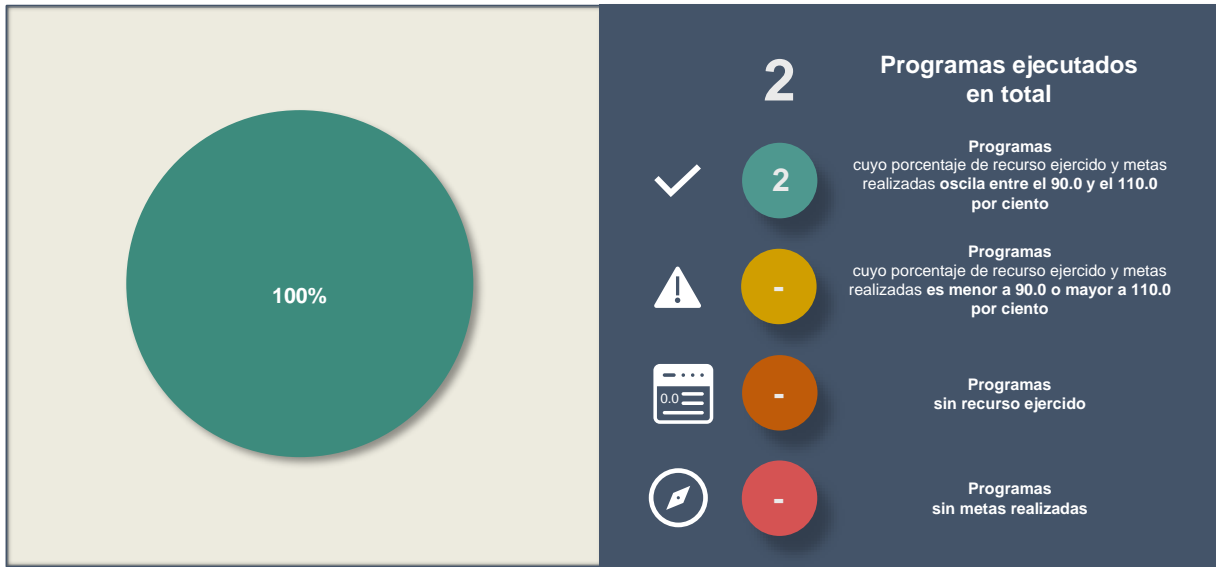 100%
2
Programas ejecutados
en total
2
Programas
cuyo porcentaje de recurso ejercido y metas
realizadas oscila entre el 90.0 y el 110.0
por ciento
-
Programas
cuyo porcentaje de recurso ejercido y metas
realizadas es menor a 90.0 o mayor a 110.0
por ciento
0.0
-
Programas
sin recurso ejercido
-
Programas
sin metas realizadas